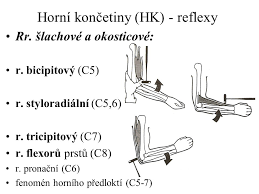 Horní končetiny (HK) - reflexy
• Rr. šlachové a okosticové:
• r. bicipitový (C5)
• r. styloradiální (C5,6)
• r. tricipitový (C7)
• r. flexorů prstů (C8)
• r. pronační (C6)
• fenomén horního předloktí (C5-7)